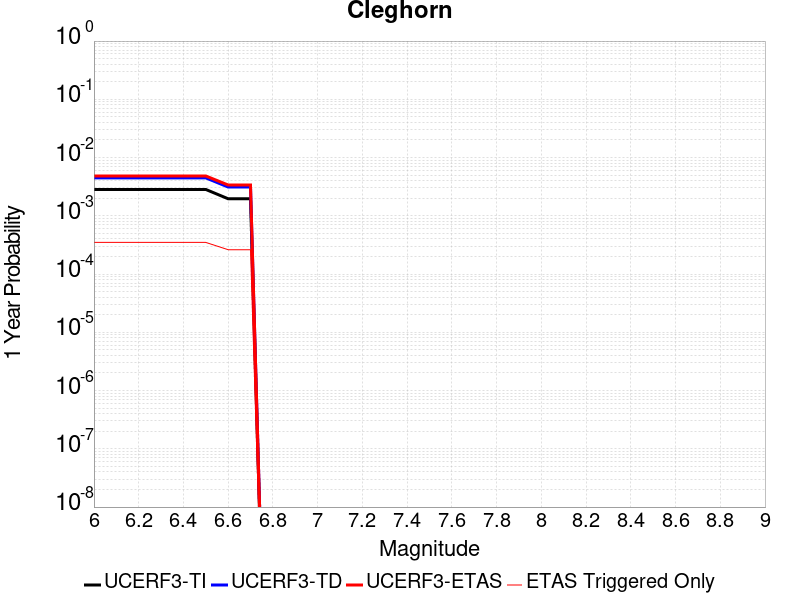 Cleghorn
10^0
10^-1
10^-2
10^-3
10^-4
10^-5
10^-6
10^-7
10^-8
1 Year Probability
6 6.2 6.4 6.6 6.8 7 7.2 7.4 7.6 7.8 8 8.2 8.4 8.6 8.8 9
Magnitude
UCERF3-TI UCERF3-TD UCERF3-ETAS ETAS Triggered Only